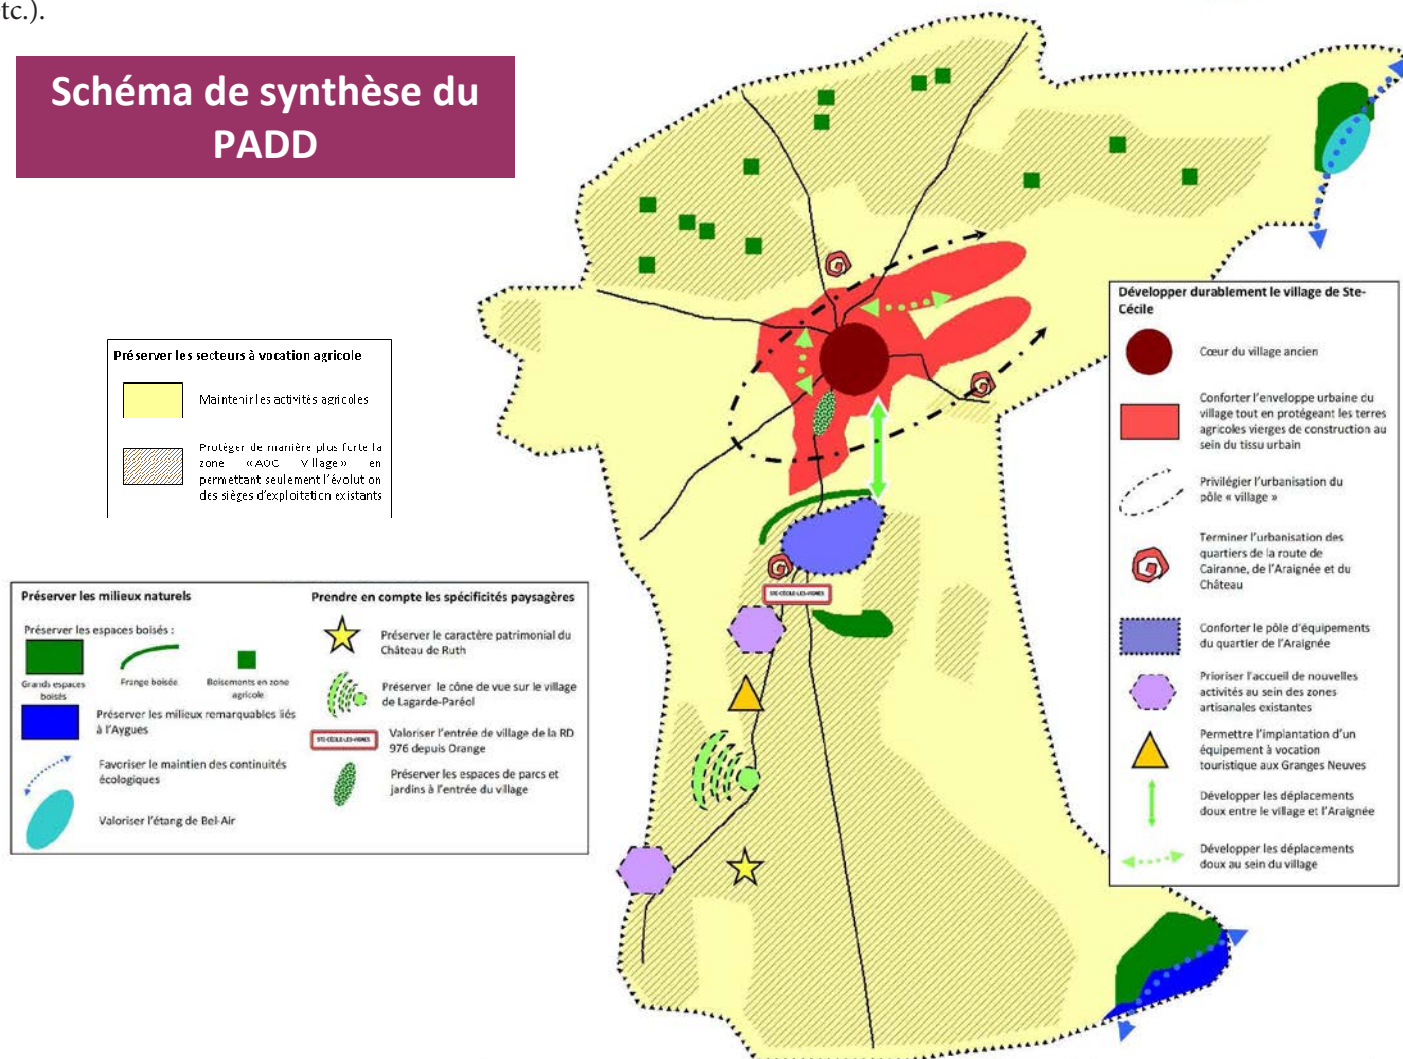 etc.).
Schéma de synthèse du
PADD
Préserver les secteurs à vocation agricole
Maintenir les activités agricoles
Protéger de manière plus forte la
zone «AOC Village» en
permettant seulement l'évolution
des sièges d'exploitation existants
Préserver les milieux naturels
Préserver les espaces boisés :
Grands espaces
boisés
Frange boisée
Boisements en zone
agricole
Préserver les milieux remarquables liés
à l'Aygues
Favoriser le maintien des continuités
écologiques
Valoriser l'étang de Bel-Air
Prendre en compte les spécificités paysagères
Préserver le caractère patrimonial du
Château de Ruth
Préserver le cône de vue sur le village
de Lagarde-Paréol
STE-CÉCILE-LES-VIGNES
Valoriser l'entrée de village de la RD
976 depuis Orange
Préserver les espaces de parcs et
jardins à l'entrée du village
STE-CÉCILE-LES-VIGNES
Développer durablement le village de Ste-
Cécile
Cœur du village ancien
Conforter l'enveloppe urbaine du
village tout en protégeant les terres
agricoles vierges de construction au
sein du tissu urbain
Privilégier l'urbanisation du
pôle « village »
Terminer l'urbanisation des
quartiers de la route de
Cairanne, de l'Araignée et du
Château
Conforter le pôle d'équipements
du quartier de l'Araignée
Prioriser l'accueil de nouvelles
activités au sein des zones
artisanales existantes
Permettre l'implantation d'un
équipement à vocation
touristique aux Granges Neuves
Développer les déplacements
doux entre le village et l'Araignée
Développer les déplacements
doux au sein du village